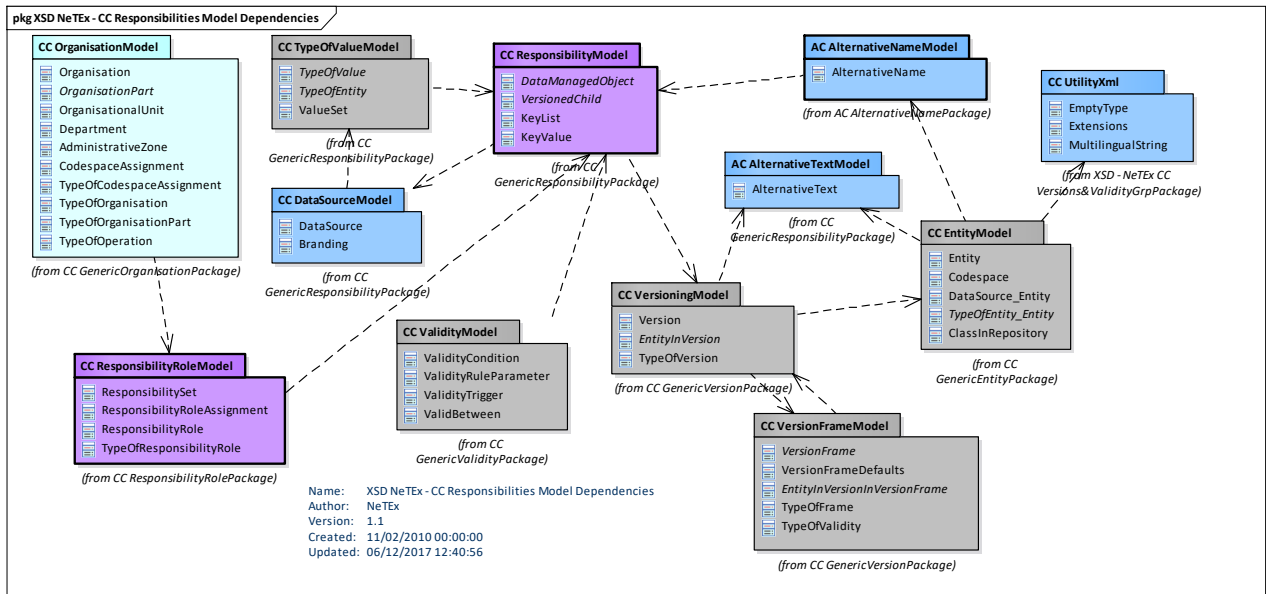 pkg XSD NeTEx - CC Responsibilities Model Dependencies
CC OrganisationModel
Organisation
OrganisationPart
OrganisationalUnit
Department
AdministrativeZone
CodespaceAssignment
TypeOfCodespaceAssignment
TypeOfOrganisation
TypeOfOrganisationPart
TypeOfOperation
(from CC GenericOrganisationPackage)
CC TypeOfValueModel
TypeOfValue
TypeOfEntity
ValueSet
(from CC
GenericResponsibilityPackage)
CC ResponsibilityModel
DataManagedObject
VersionedChild
KeyList
KeyValue
(from CC
GenericResponsibilityPackage)
AC AlternativeNameModel
AlternativeName
(from AC AlternativeNamePackage)
CC UtilityXml
EmptyType
Extensions
MultilingualString
(from XSD - NeTEx CC
Versions&ValidityGrpPackage)
AC AlternativeTextModel
AlternativeText
(from CC
GenericResponsibilityPackage)
CC DataSourceModel
DataSource
Branding
(from CC
GenericResponsibilityPackage)
CC EntityModel
Entity
Codespace
DataSource_Entity
TypeOfEntity_Entity
ClassInRepository
(from CC
GenericEntityPackage)
CC VersioningModel
Version
EntityInVersion
TypeOfVersion
(from CC GenericVersionPackage)
CC ValidityModel
ValidityCondition
ValidityRuleParameter
ValidityTrigger
ValidBetween
(from CC
GenericValidityPackage)
CC ResponsibilityRoleModel
ResponsibilitySet
ResponsibilityRoleAssignment
ResponsibilityRole
TypeOfResponsibilityRole
(from CC ResponsibilityRolePackage)
CC VersionFrameModel
VersionFrame
VersionFrameDefaults
EntityInVersionInVersionFrame
TypeOfFrame
TypeOfValidity
(from CC GenericVersionPackage)
Name: XSD NeTEx - CC Responsibilities Model Dependencies
Author: NeTEx
Version: 1.1
Created: 11/02/2010 00:00:00
Updated: 06/12/2017 12:40:56